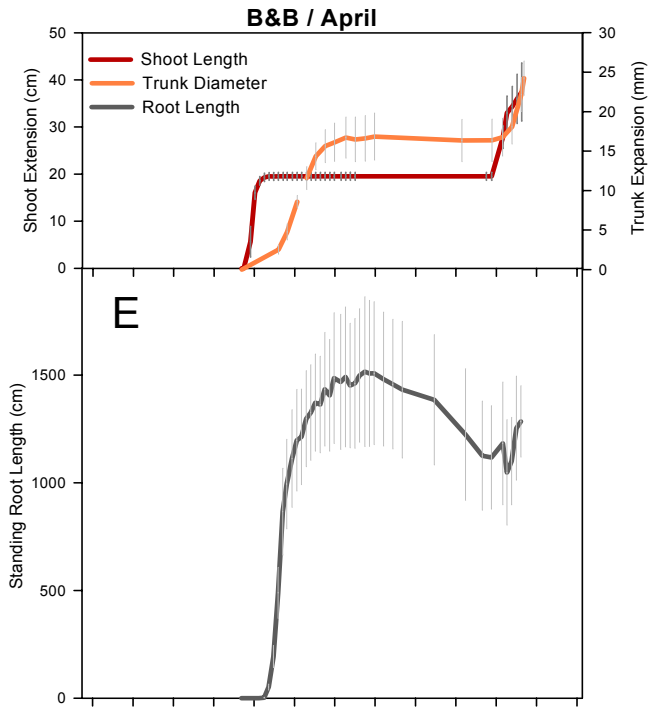 B&B / April
50
40
30
20
10
0
Shoot Extension (cm)
Shoot Length
Trunk Diameter
Root Length
30
25
20
15
10
5
0
Trunk Expansion (mm)
E
1500
1000
500
0
Standing Root Length (cm)